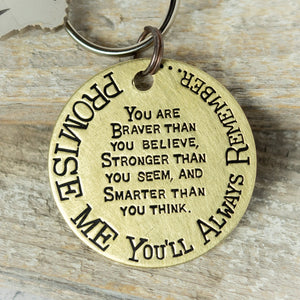 PROMISE ME YOU'LL ALWAYS REMEMBER...
YOU ARE
BRAVER THAN
YOU BELIEVE,
STRONGER THAN
YOU SEEM, AND
SMARTER THAN
YOU THINK.